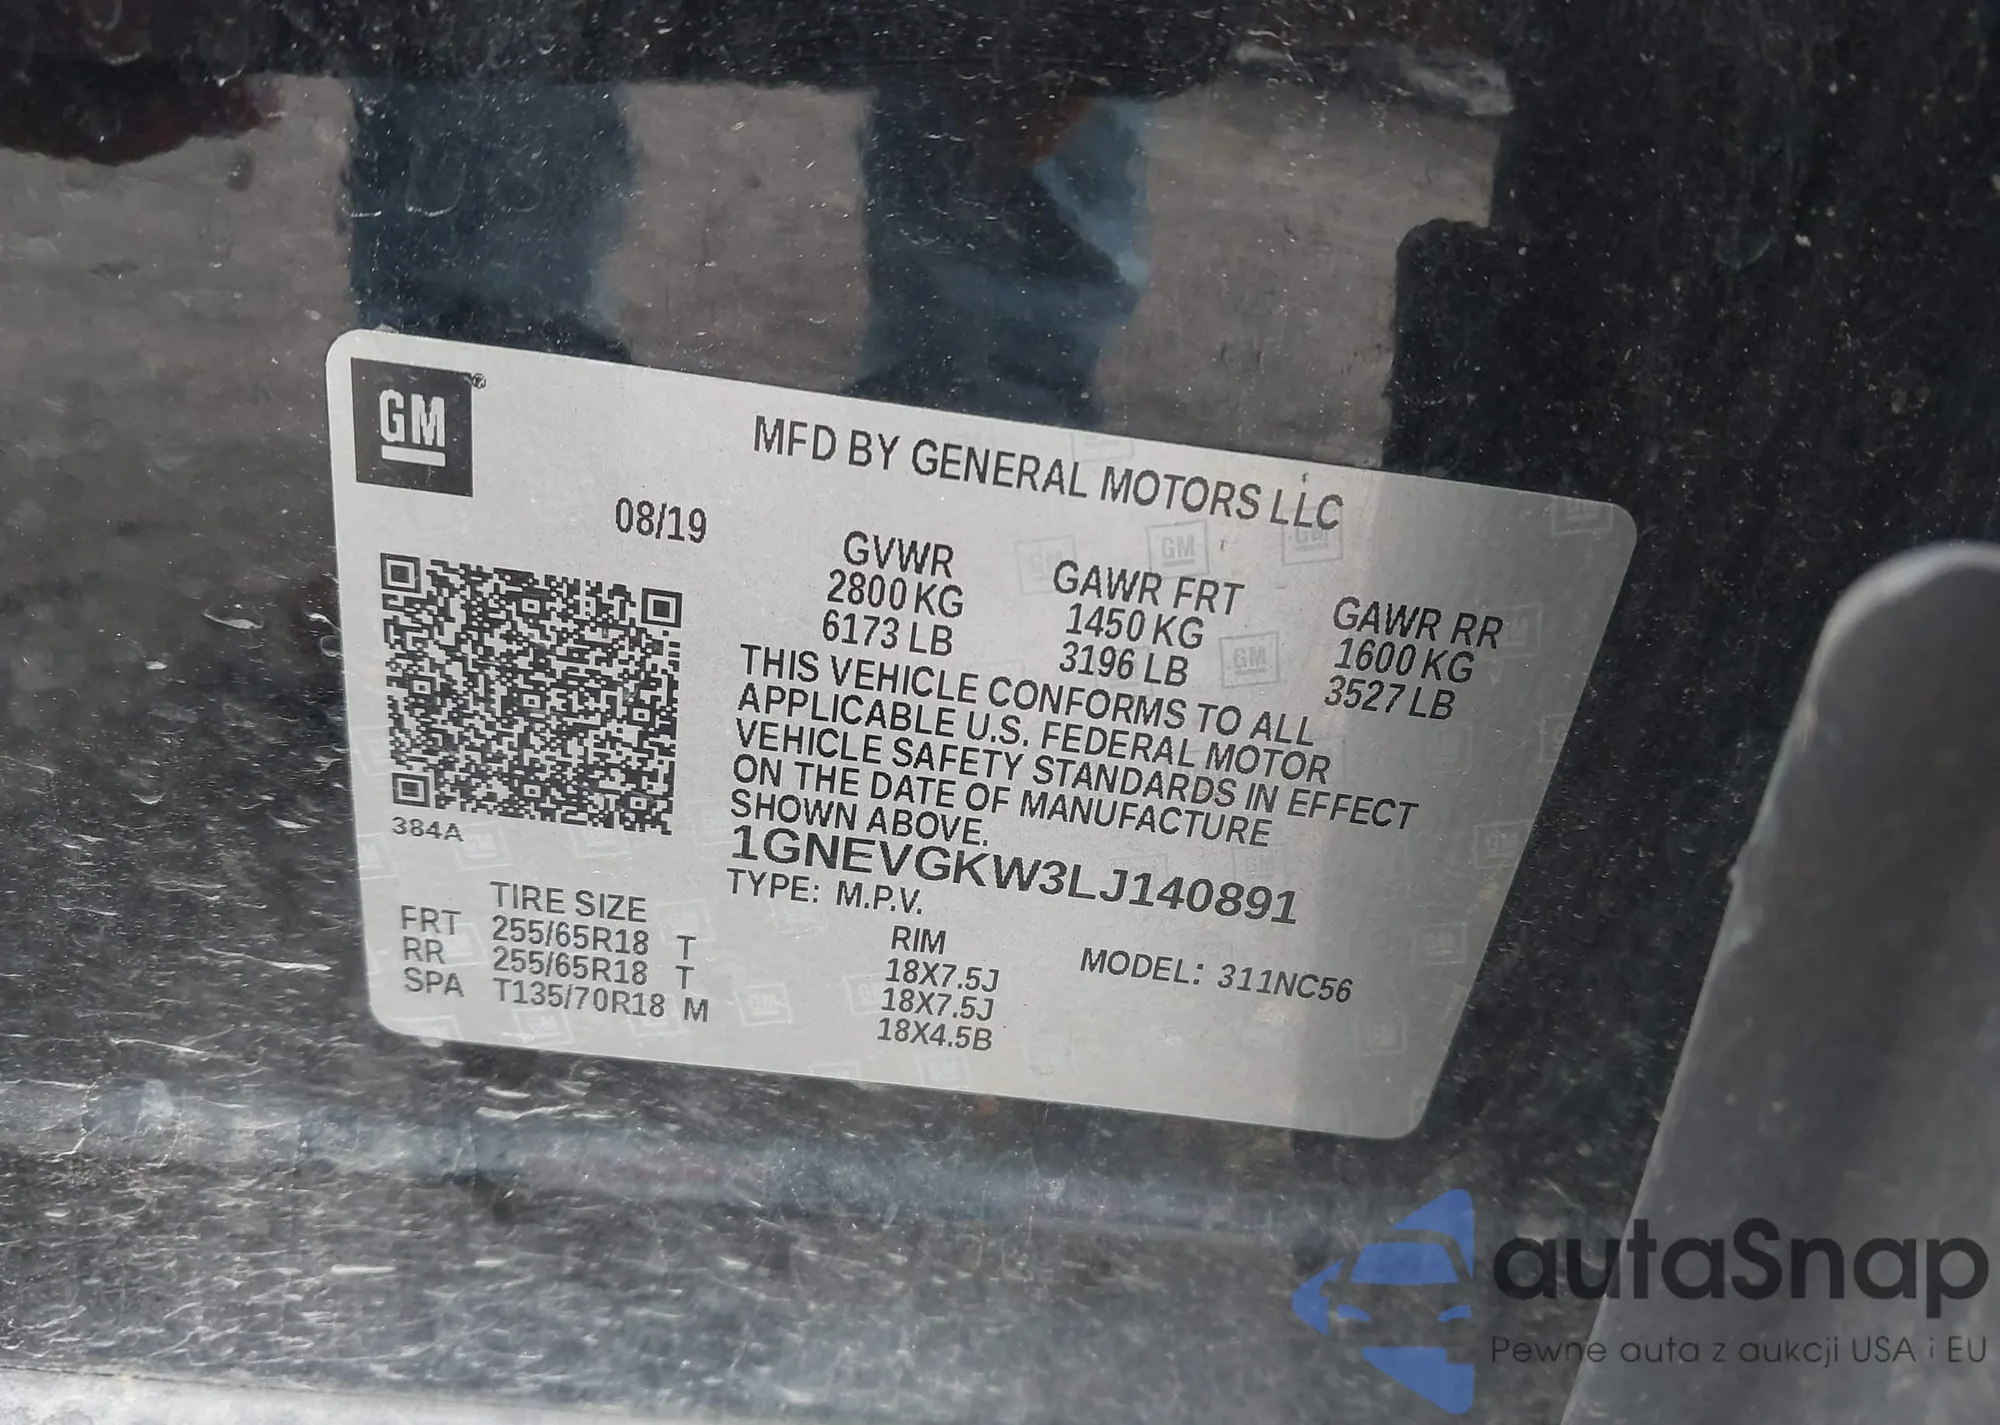 GM®
MFD BY GENERAL MOTORS LLC
08/19
GVWR GAWR FRT GAWR RR
2800 KG 1450 KG 1600 KG
6173 LB 3196 LB 3527 LB
THIS VEHICLE CONFORMS TO ALL
APPLICABLE U.S. FEDERAL MOTOR
VEHICLE SAFETY STANDARDS IN EFFECT
ON THE DATE OF MANUFACTURE
SHOWN ABOVE.
384A
1GNEVGKW3LJ140891
TYPE: M.P.V. MODEL: 311NC56
TIRE SIZE RIM
FRT 255/65R18 T 18X7.5J
RR 255/65R18 T 18X7.5J
SPA T135/70R18 M 18X4.5B
autaSnap
Pewne auta z aukcji USA i EU